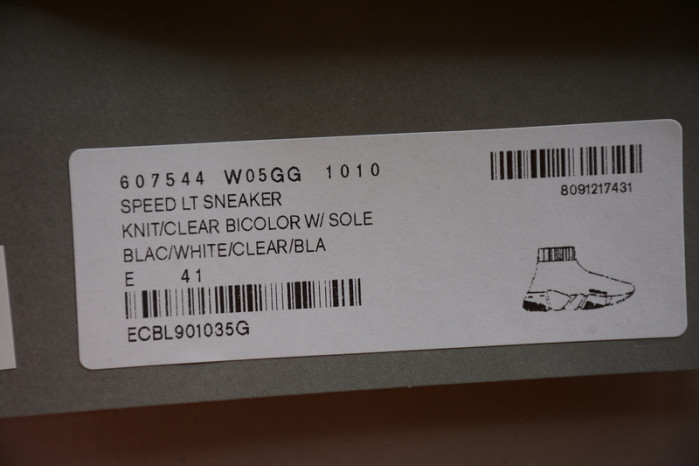 607544 W05GG 1010
SPEED LT SNEAKER
KNIT/CLEAR BICOLOR W/ SOLE
BLAC/WHITE/CLEAR/BLA
E 41
ECBL901035G
8091217431